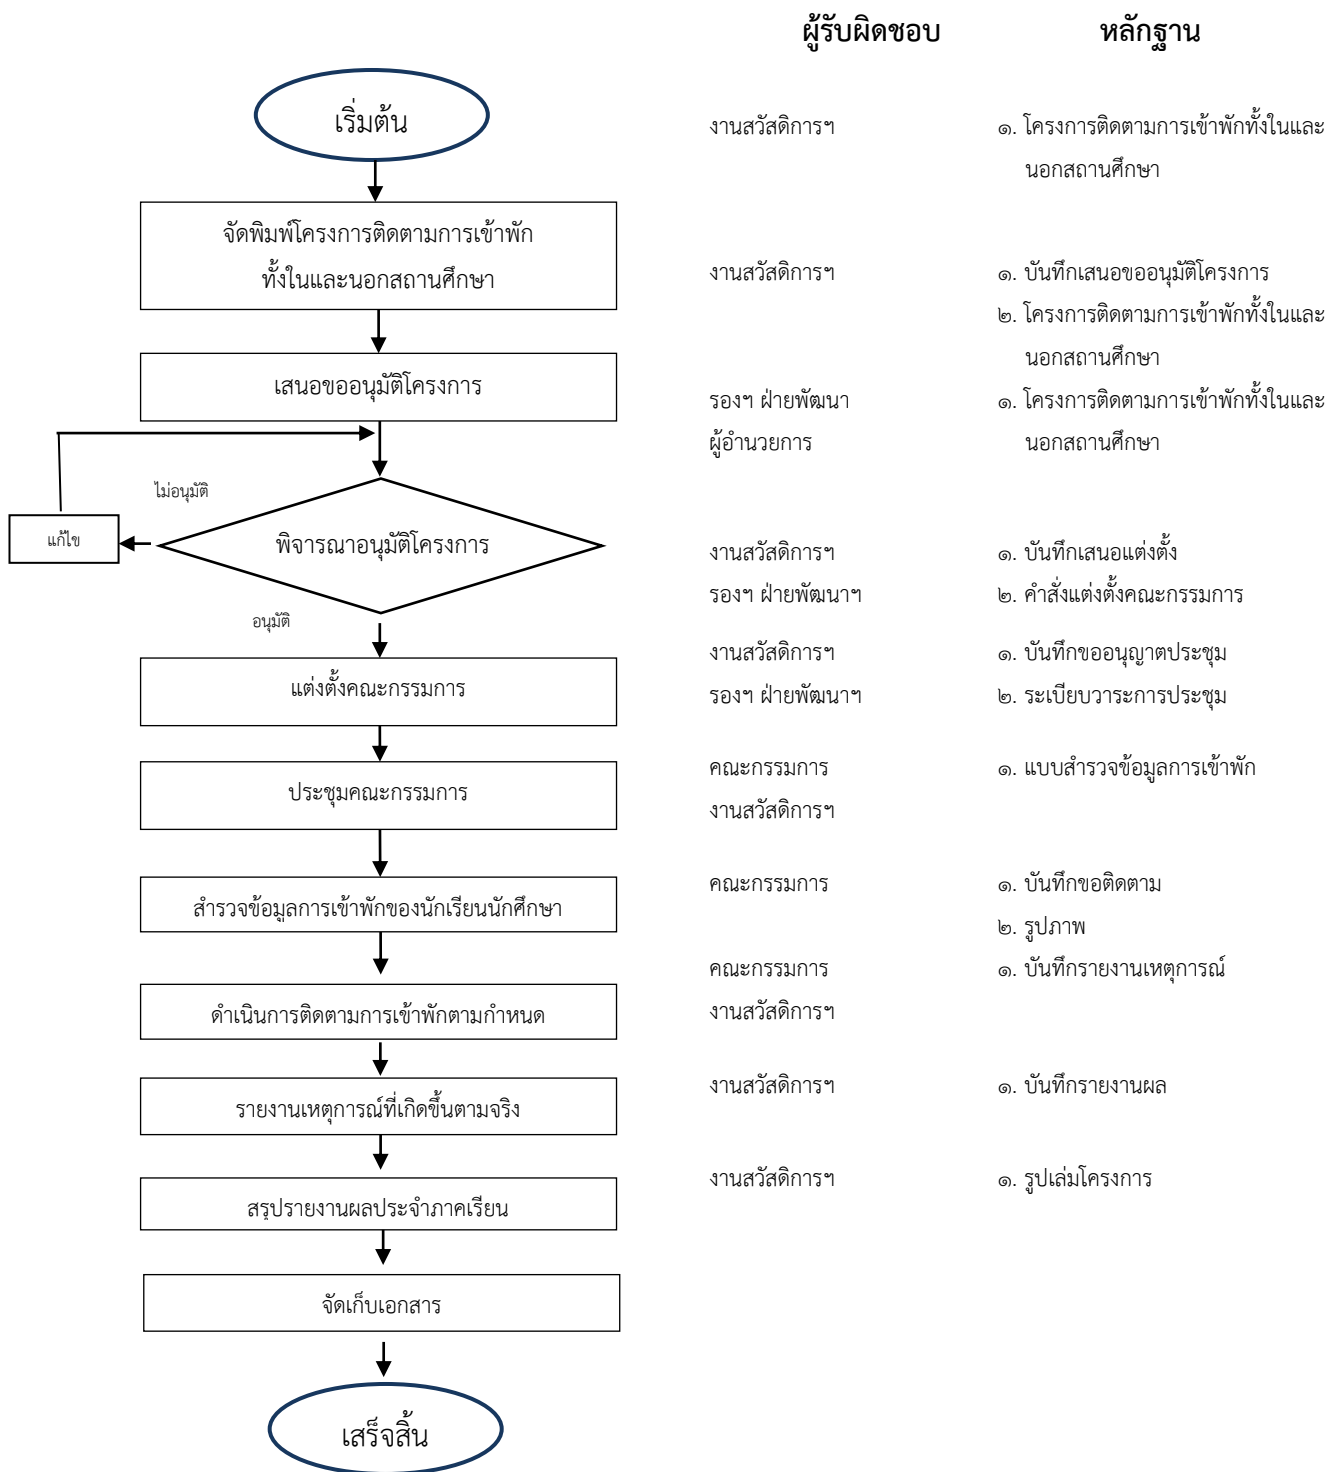 ผู้รับผิดชอบ หลักฐาน
เริ่มต้น
งานสวัสดิการฯ ๑. โครงการติดตามการเข้าพักทั้งในและ
นอกสถานศึกษา
จัดพิมพ์โครงการติดตามการเข้าพัก
ทั้งในและนอกสถานศึกษา
งานสวัสดิการฯ ๑. บันทึกเสนอขออนุมัติโครงการ
๒. โครงการติดตามการเข้าพักทั้งในและ
นอกสถานศึกษา
เสนอขออนุมัติโครงการ
รองฯ ฝ่ายพัฒนา ๑. โครงการติดตามการเข้าพักทั้งในและ
ผู้อำนวยการ นอกสถานศึกษา
ไม่อนุมัติ
แก้ไข
พิจารณาอนุมัติโครงการ
งานสวัสดิการฯ ๑. บันทึกเสนอแต่งตั้ง
รองฯ ฝ่ายพัฒนาฯ ๒. คำสั่งแต่งตั้งคณะกรรมการ
อนุมัติ
งานสวัสดิการฯ ๑. บันทึกขออนุญาตประชุม
แต่งตั้งคณะกรรมการ
รองฯ ฝ่ายพัฒนาฯ ๒. ระเบียบวาระการประชุม
คณะกรรมการ ๑. แบบสำรวจข้อมูลการเข้าพัก
ประชุมคณะกรรมการ
งานสวัสดิการฯ
คณะกรรมการ ๑. บันทึกขอติดตาม
สำรวจข้อมูลการเข้าพักของนักเรียนนักศึกษา
๒. รูปภาพ
คณะกรรมการ ๑. บันทึกรายงานเหตุการณ์
ดำเนินการติดตามการเข้าพักตามกำหนด
งานสวัสดิการฯ
งานสวัสดิการฯ ๑. บันทึกรายงานผล
รายงานเหตุการณ์ที่เกิดขึ้นตามจริง
งานสวัสดิการฯ ๑. รูปเล่มโครงการ
สรุปรายงานผลประจำภาคเรียน
จัดเก็บเอกสาร
เสร็จสิ้น